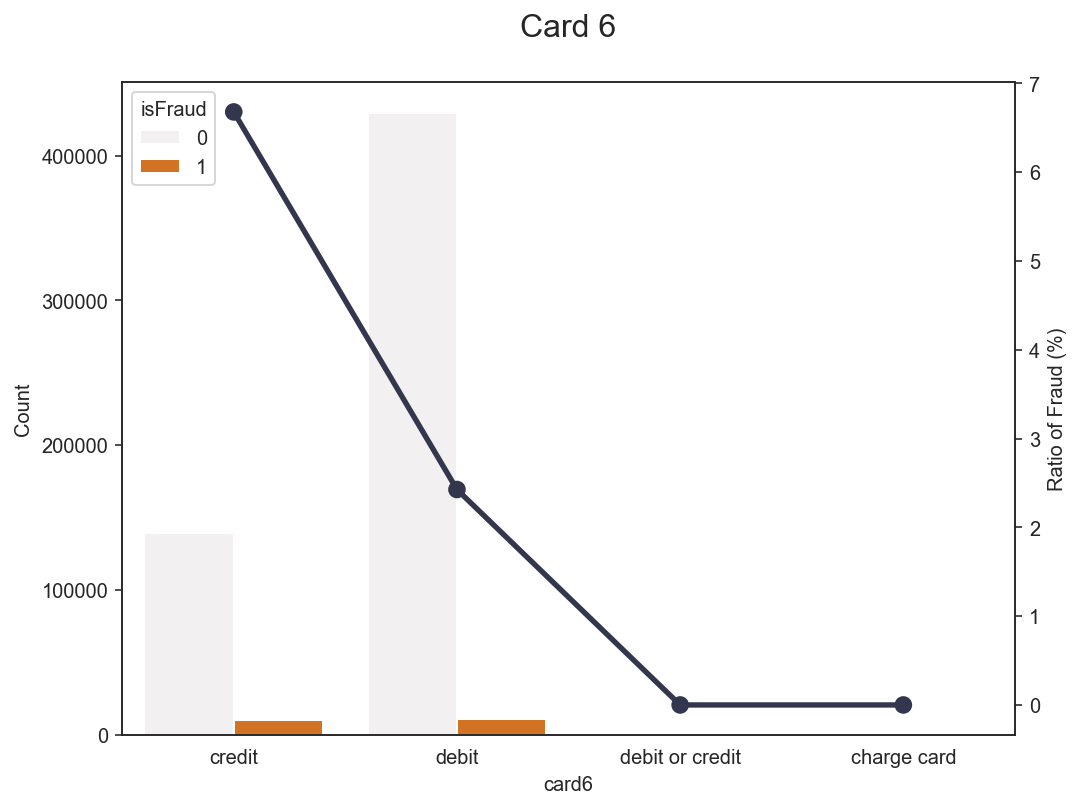 Card 6
isFraud
0
1
400000
300000
200000
100000
0
Count
7
6
5
4
3
2
1
0
Ratio of Fraud (%)
credit
debit
debit or credit
charge card
card6